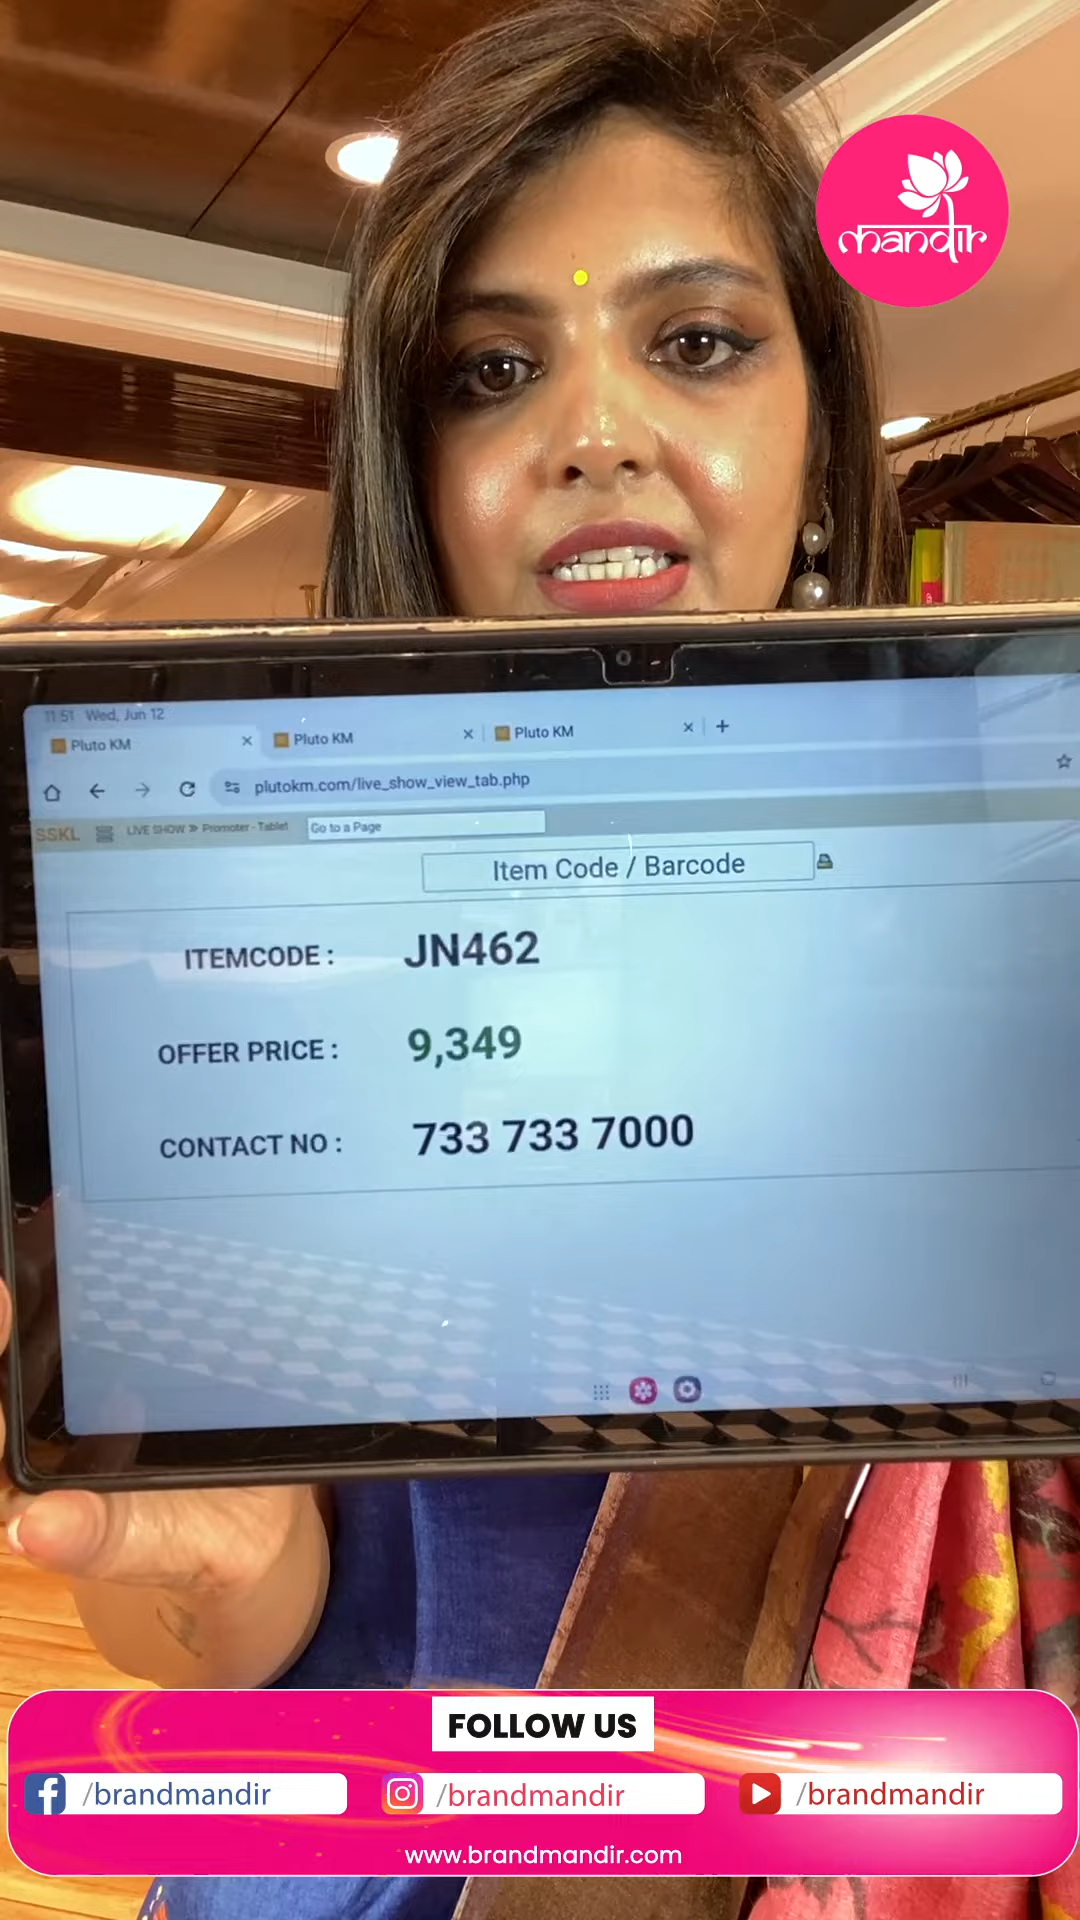 mandir
11:51 Wed, Jun 12
Pluto KM
Pluto KM
Pluto KM
plutokm.com/live_show_view_tab.php
SSKL
LIVE SHOW >> Promoter - Tablet
Go to a Page
Item Code / Barcode
ITEMCODE : JN462
OFFER PRICE : 9,349
CONTACT NO : 733 733 7000
FOLLOW US
/brandmandir
/brandmandir
/brandmandir
www.brandmandir.com